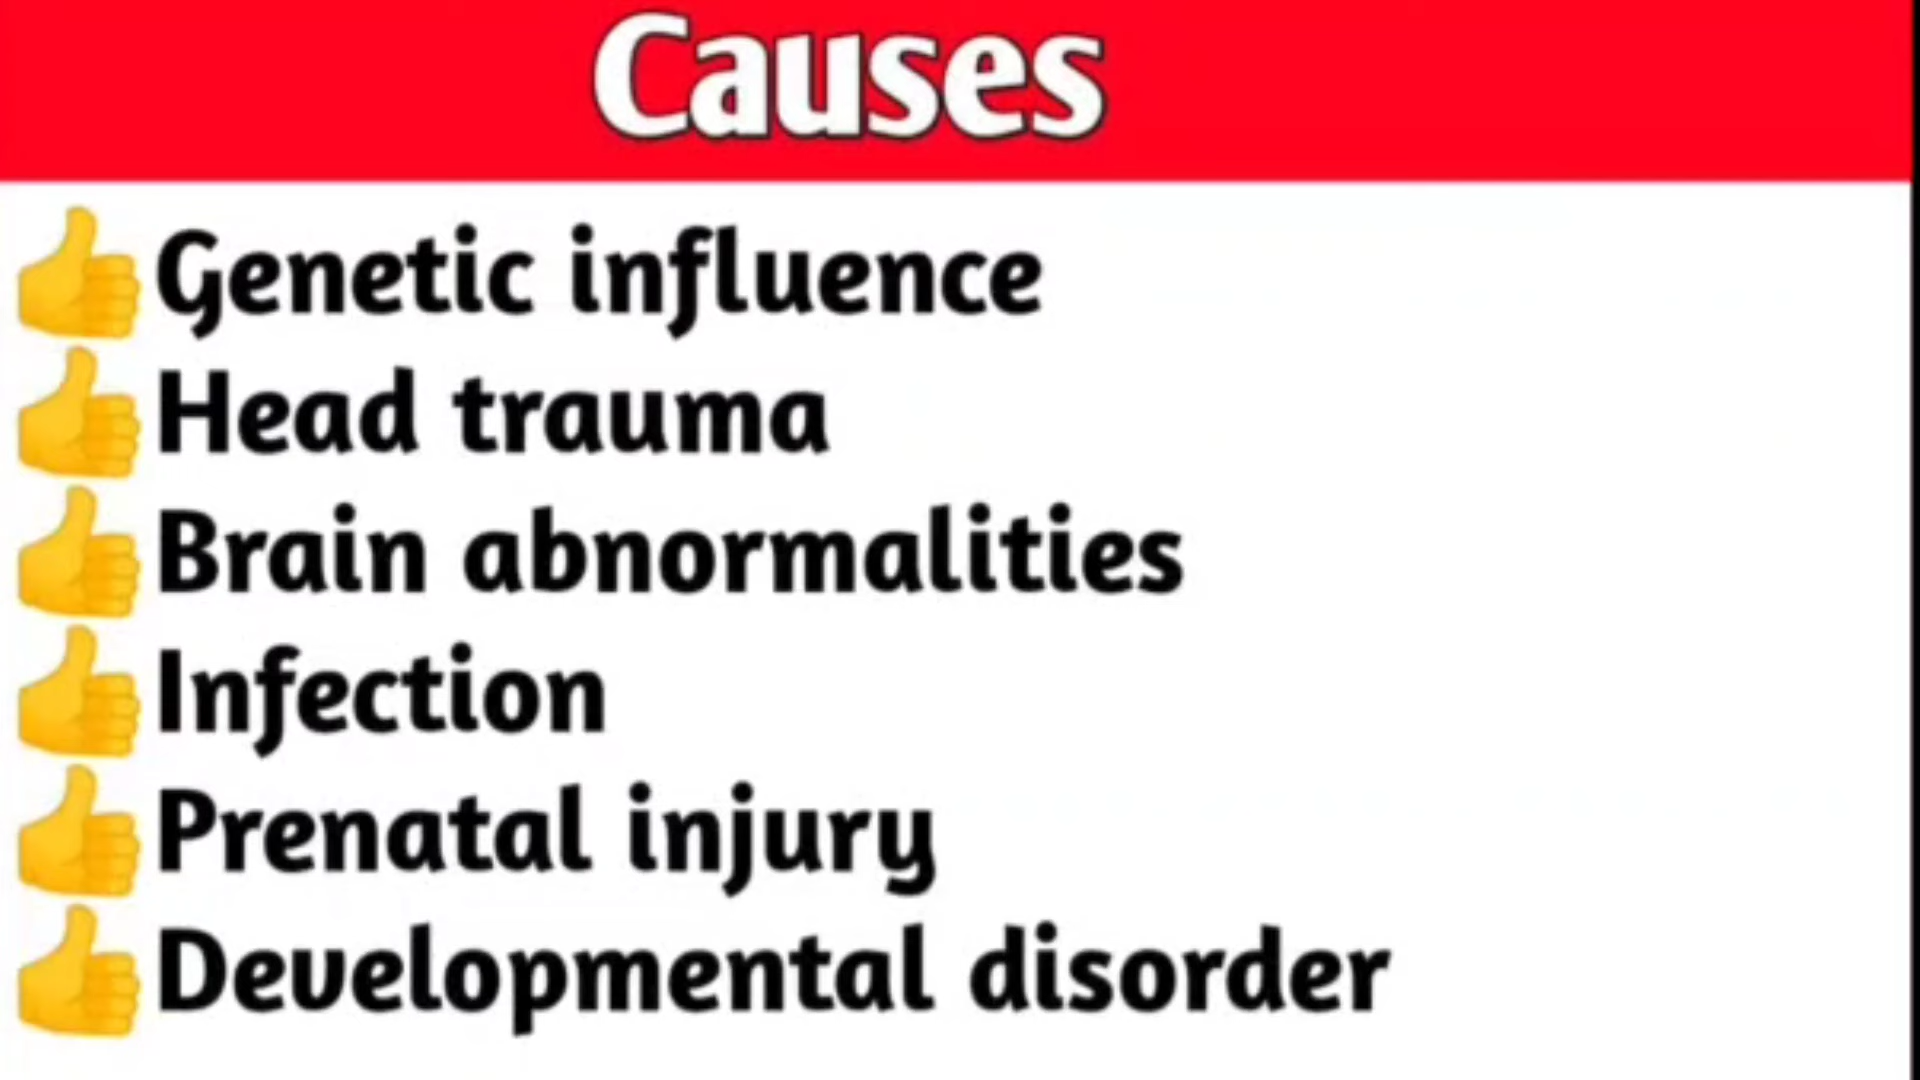 Causes
👍Genetic influence
👍Head trauma
👍Brain abnormalities
👍Infection
👍Prenatal injury
👍Developmental disorder